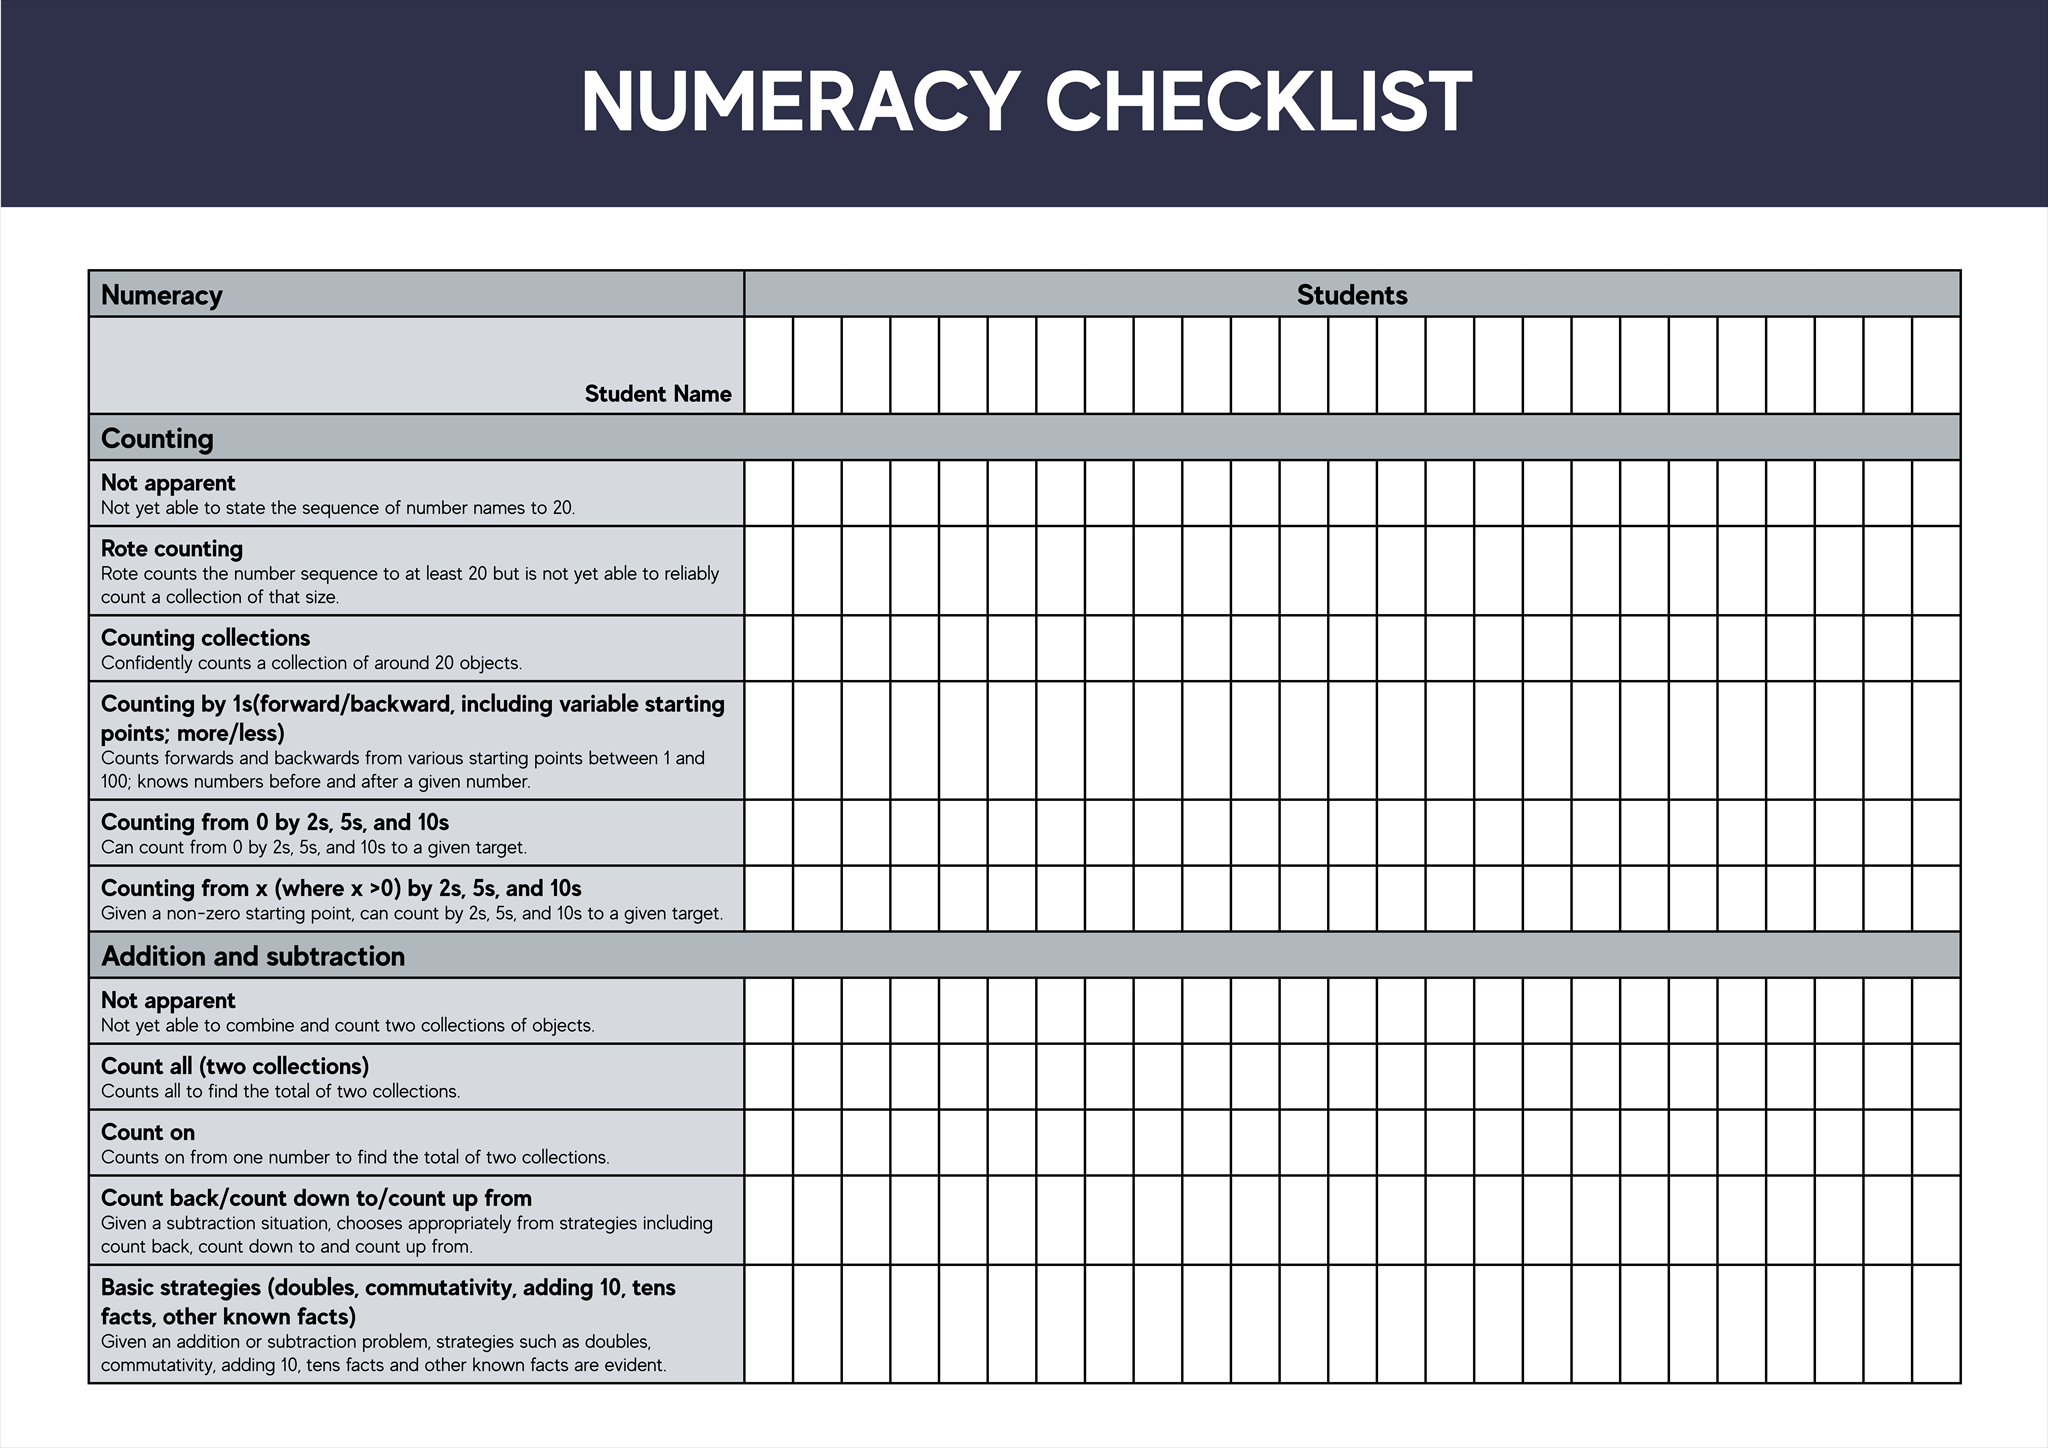 NUMERACY CHECKLIST
Numeracy
Students
Student Name
Counting
Not apparent
Not yet able to state the sequence of number names to 20.
Rote counting
Rote counts the number sequence to at least 20 but is not yet able to reliably
count a collection of that size.
Counting collections
Confidently counts a collection of around 20 objects.
Counting by 1s(forward/backward, including variable starting
points; more/less)
Counts forwards and backwards from various starting points between 1 and
100; knows numbers before and after a given number.
Counting from 0 by 2s, 5s, and 10s
Can count from 0 by 2s, 5s, and 10s to a given target.
Counting from x (where x >0) by 2s, 5s, and 10s
Given a non-zero starting point, can count by 2s, 5s, and 10s to a given target.
Addition and subtraction
Not apparent
Not yet able to combine and count two collections of objects.
Count all (two collections)
Counts all to find the total of two collections.
Count on
Counts on from one number to find the total of two collections.
Count back/count down to/count up from
Given a subtraction situation, chooses appropriately from strategies including
count back, count down to and count up from.
Basic strategies (doubles, commutativity, adding 10, tens
facts, other known facts)
Given an addition or subtraction problem, strategies such as doubles,
commutativity, adding 10, tens facts and other known facts are evident.